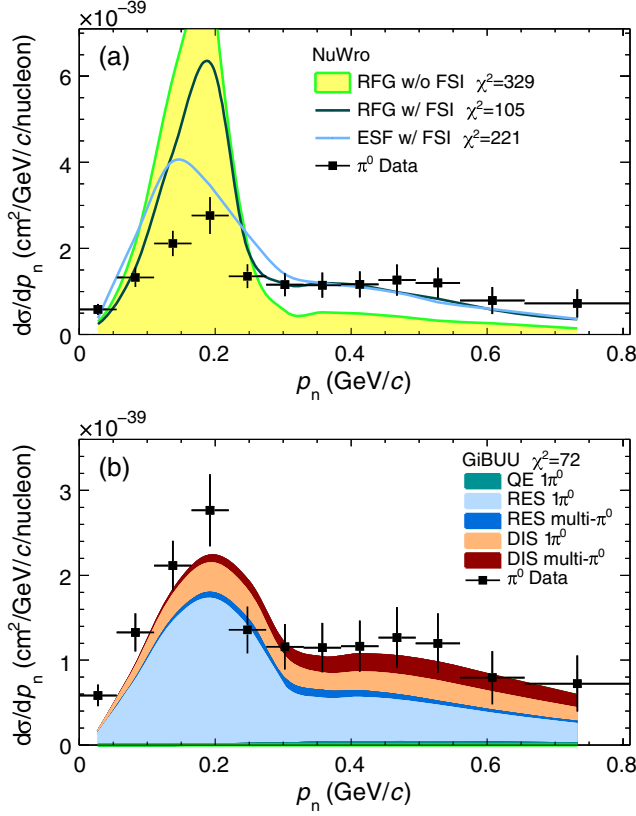 ×10−39
(a)
NuWro
RFG w/o FSI χ²=329
RFG w/ FSI χ²=105
ESF w/ FSI χ²=221
π⁰ Data
6
4
2
0
dσ/dpₙ (cm²/GeV/c/nucleon)
0 0.2 0.4 0.6 0.8
pₙ (GeV/c)
×10−39
(b)
GiBUU χ²=72
QE 1π⁰
RES 1π⁰
RES multi-π⁰
DIS 1π⁰
DIS multi-π⁰
π⁰ Data
3
2
1
0
dσ/dpₙ (cm²/GeV/c/nucleon)
0 0.2 0.4 0.6 0.8
pₙ (GeV/c)